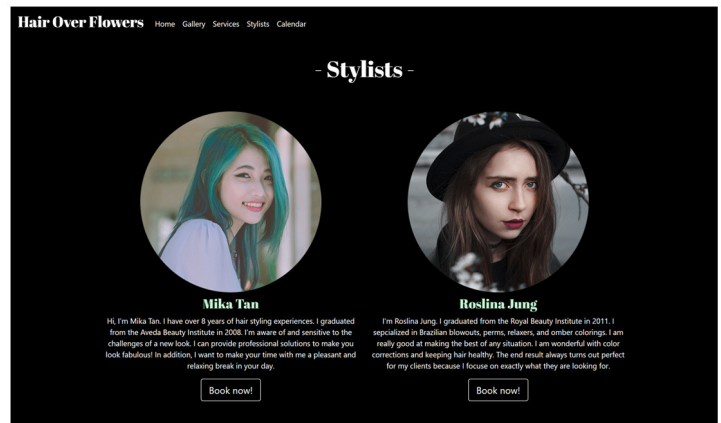 Hair Over Flowers Home Gallery Services Stylists Calendar
- Stylists -
Mika Tan
Hi, I'm Mika Tan. I have over 8 years of hair styling experiences. I graduated
from the Aveda Beauty Institute in 2008. I'm aware of and sensitive to the
challenges of a new look. I can provide professional solutions to make you
look fabulous! In addition, I want to make your time with me a pleasant and
relaxing break in your day.
Book now!
Roslina Jung
I'm Roslina Jung. I graduated from the Royal Beauty Institute in 2011. I
sepcialized in Brazilian blowouts, perms, relaxers, and omber colorings. I am
really good at making the best of any situation. I am wonderful with color
corrections and keeping hair healthy. The end result always turns out perfect
for my clients because I focuse on exactly what they are looking for.
Book now!